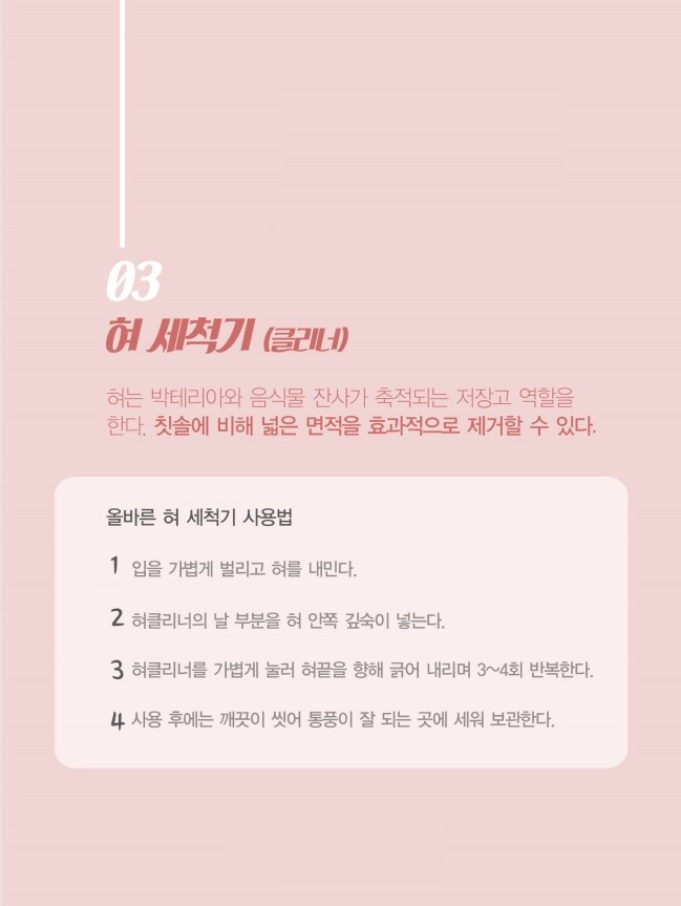 03
혀 세척기 (클리너)
혀는 박테리아와 음식물 잔사가 축적되는 저장고 역할을
한다. 칫솔에 비해 넓은 면적을 효과적으로 제거할 수 있다.
올바른 혀 세척기 사용법
1 입을 가볍게 벌리고 혀를 내민다.
2 혀클리너의 날 부분을 혀 안쪽 깊숙이 넣는다.
3 혀클리너를 가볍게 눌러 혀끝을 향해 긁어 내리며 3~4회 반복한다.
4 사용 후에는 깨끗이 씻어 통풍이 잘 되는 곳에 세워 보관한다.